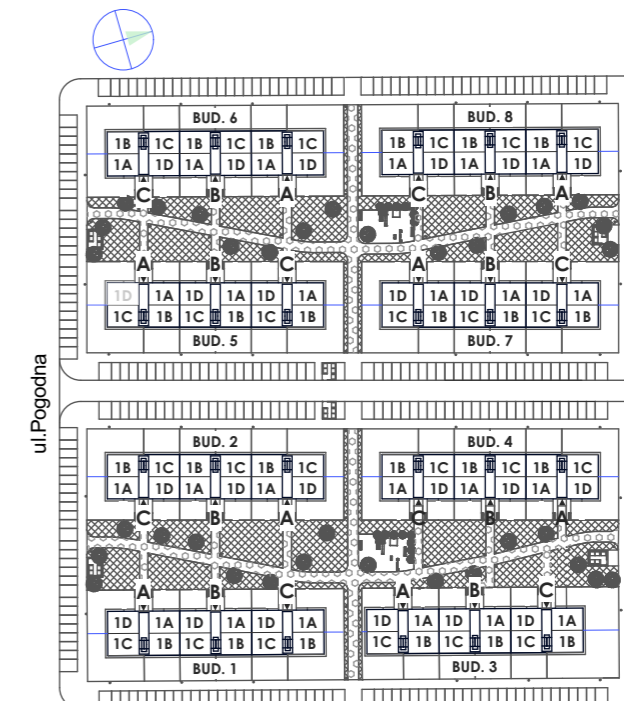 BUD. 6 BUD. 8
1B 1C 1B 1C 1B 1C 1B 1C 1B 1C 1B 1C
1A 1D 1A 1D 1A 1D 1A 1D 1A 1D 1A 1D
C B A C B A
A B C A B C
1D 1A 1D 1A 1D 1A 1D 1A 1D 1A 1D 1A
1C 1B 1C 1B 1C 1B 1C 1B 1C 1B 1C 1B
BUD. 5 BUD. 7
ul.Pogodna
BUD. 2 BUD. 4
1B 1C 1B 1C 1B 1C 1B 1C 1B 1C 1B 1C
1A 1D 1A 1D 1A 1D 1A 1D 1A 1D 1A 1D
C B A C B A
A B C A B C
1D 1A 1D 1A 1D 1A 1D 1A 1D 1A 1D 1A
1C 1B 1C 1B 1C 1B 1C 1B 1C 1B 1C 1B
BUD. 1 BUD. 3